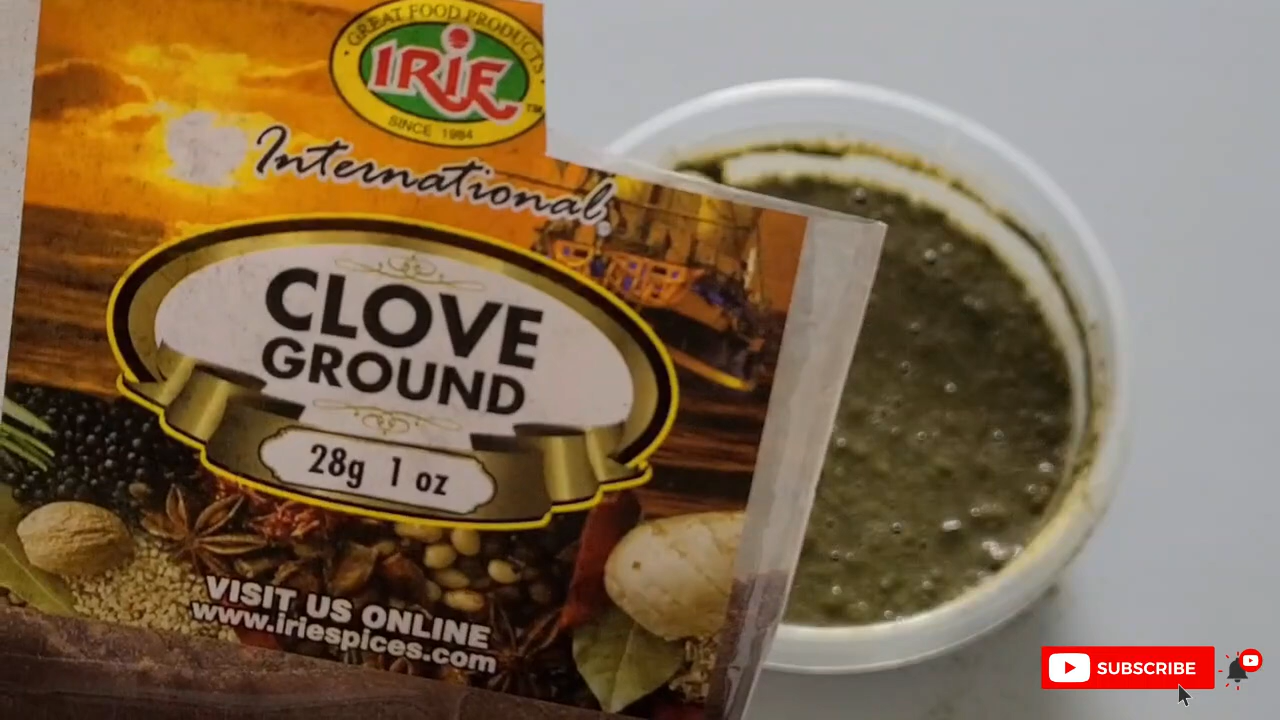 · GREAT FOOD PRODUCTS ·
IRIE ™
SINCE 1984
International
CLOVE
GROUND
28g 1 oz
VISIT US ONLINE
www.iriespices.com
SUBSCRIBE